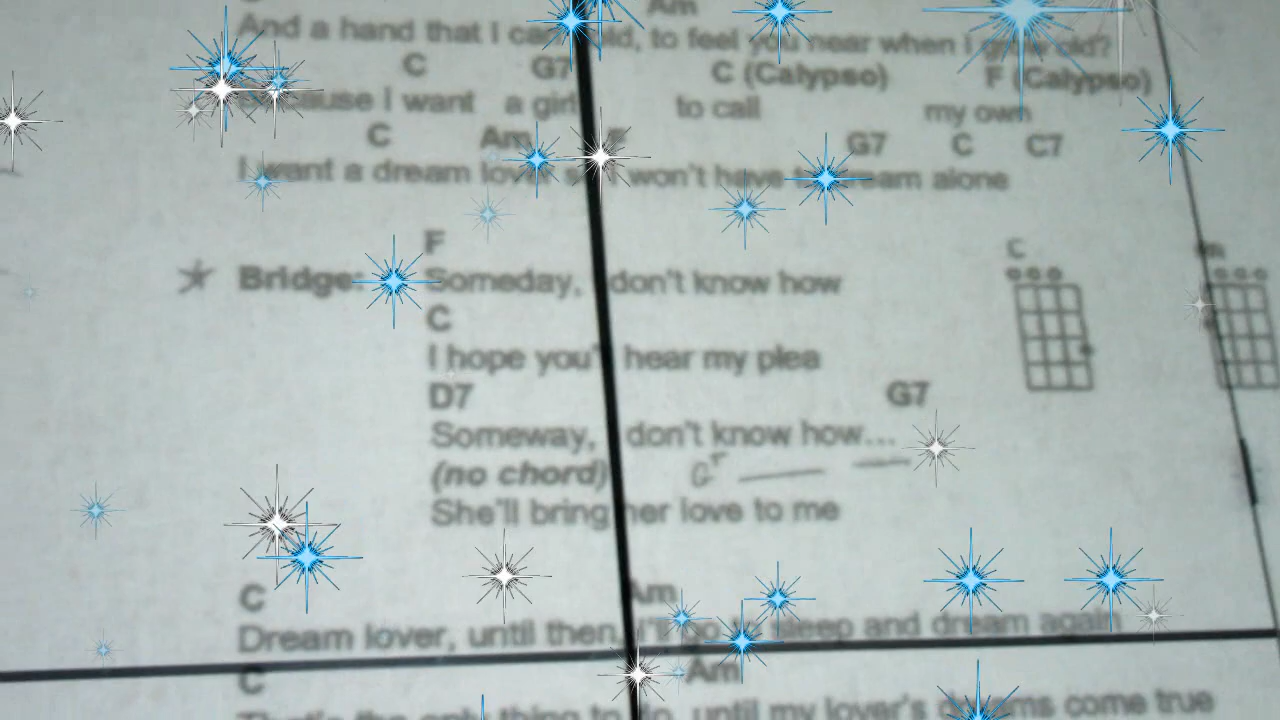 Am
And a hand that I can hold, to feel you near when I grow old?
C G7 C (Calypso) F (Calypso)
Because I want a girl to call my own
C Am F G7 C C7
I want a dream lover so I won't have to dream alone
F
Bridge: Someday, don't know how
C
I hope you'll hear my plea
D7 G7
Someway, don't know how...
(no chord) G7
She'll bring her love to me
C Am
Dream lover, until then, I'll go to sleep and dream again
C Am
That's the only thing to do, until my lover's dreams come true
C